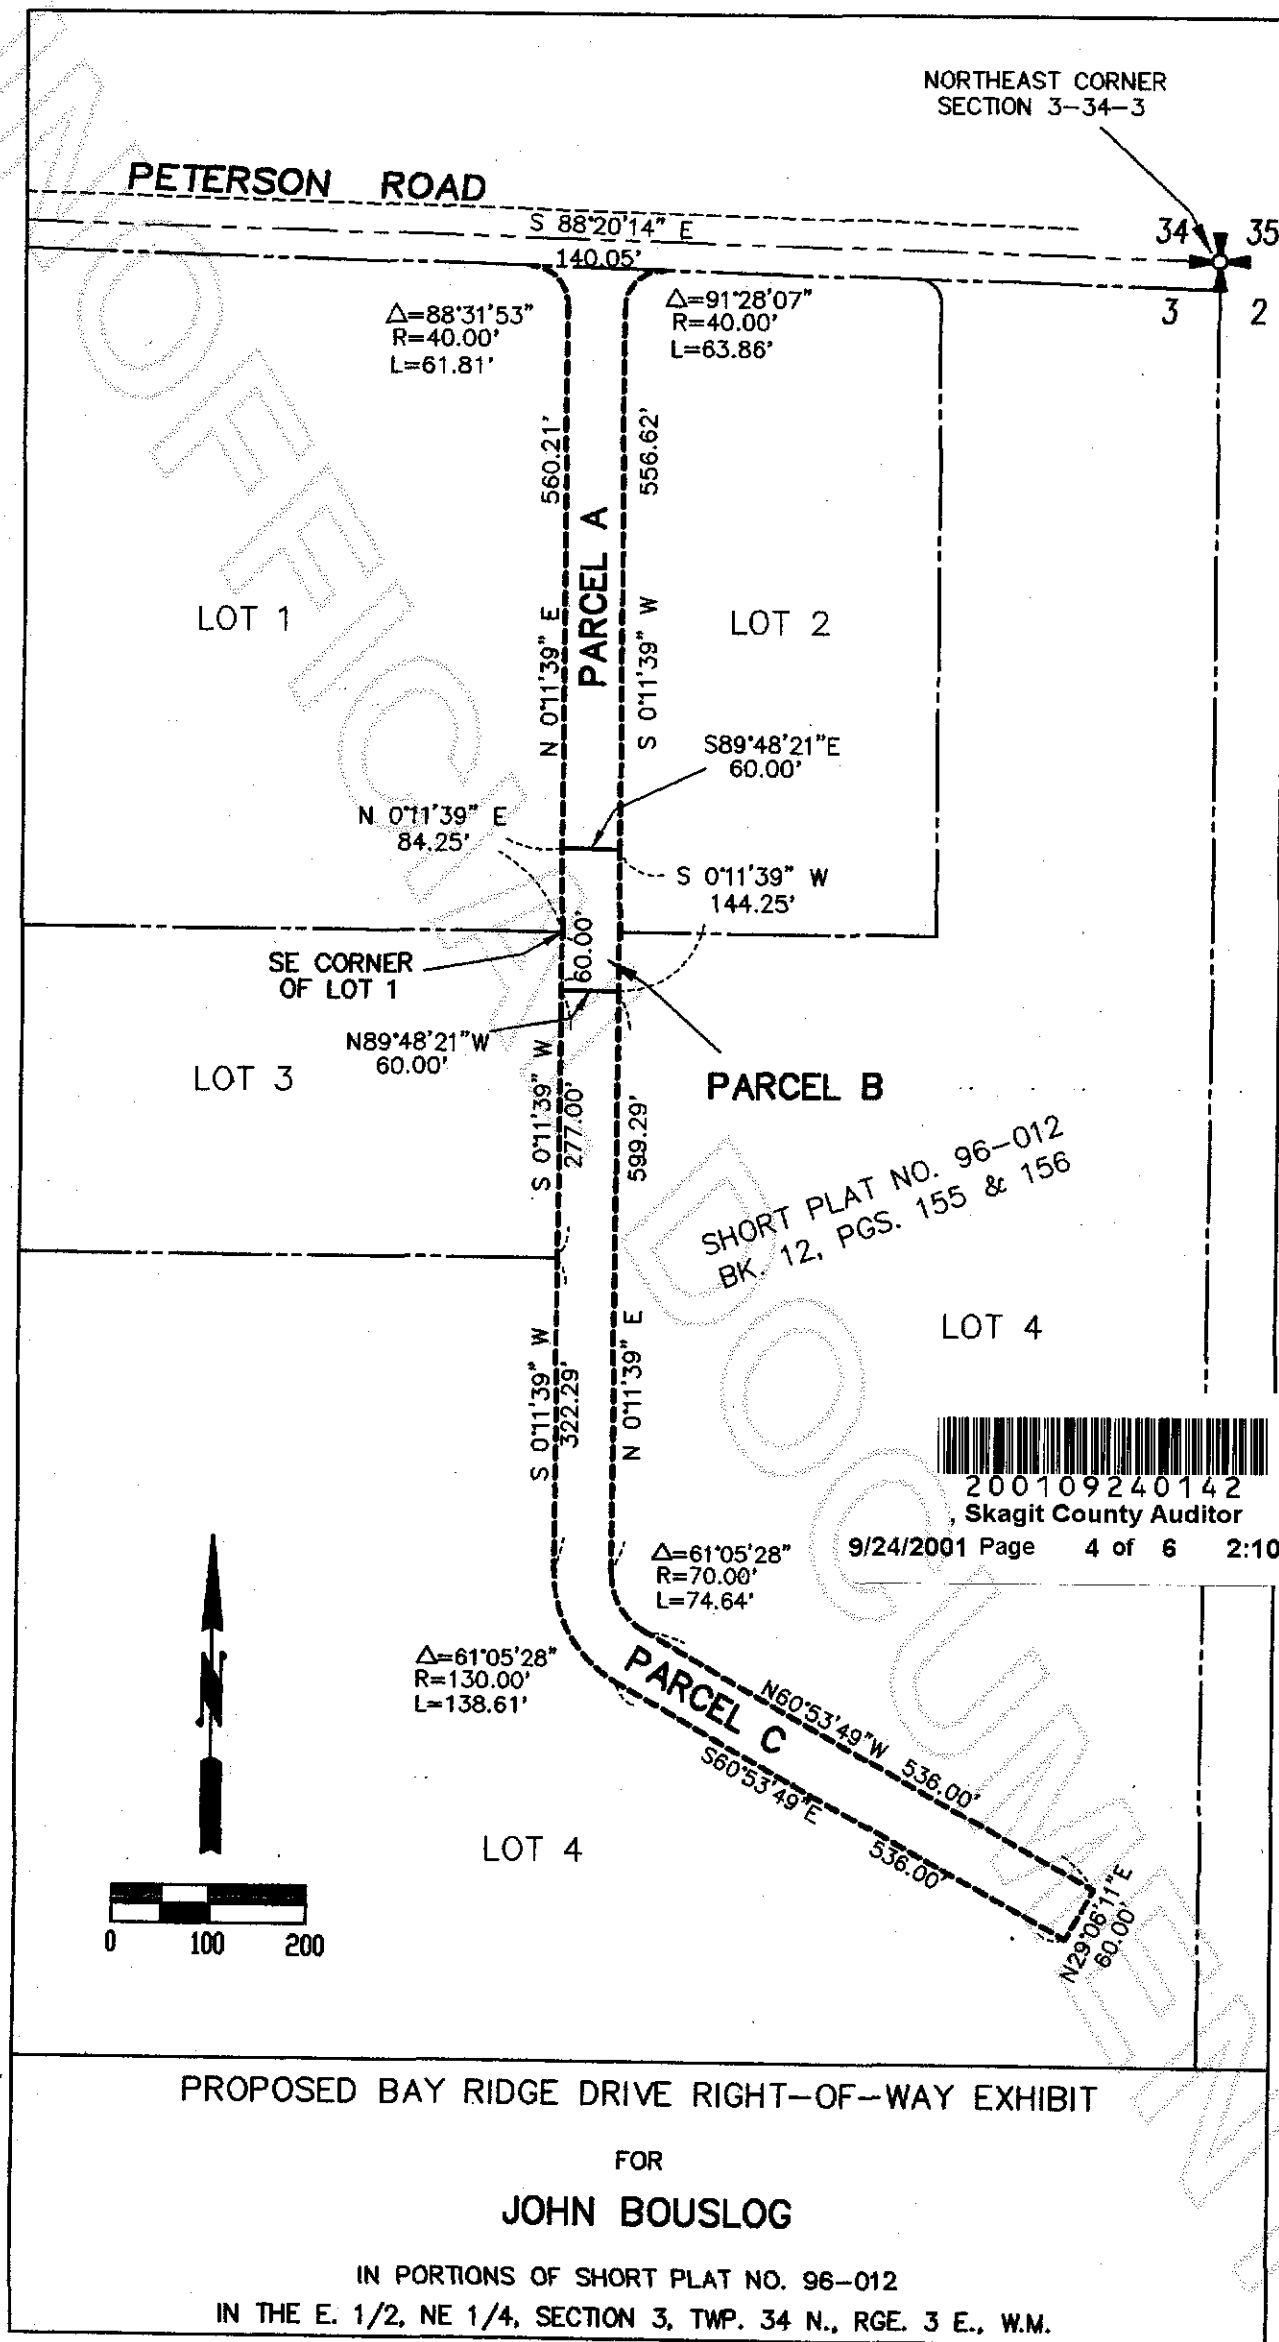 NORTHEAST CORNER
SECTION 3-34-3
PETERSON ROAD
S 88°20'14" E
140.05'
34
35
3
2
Δ=88°31'53"
R=40.00'
L=61.81'
Δ=91°28'07"
R=40.00'
L=63.86'
560.21'
N 0°11'39" E
PARCEL A
556.62'
S 0°11'39" W
LOT 1
LOT 2
S89°48'21"E
60.00'
N 0°11'39" E
84.25'
S 0°11'39" W
144.25'
60.00'
SE CORNER
OF LOT 1
N89°48'21"W
60.00'
LOT 3
PARCEL B
S 0°11'39" W
277.00'
599.29'
SHORT PLAT NO. 96-012
BK. 12, PGS. 155 & 156
LOT 4
S 0°11'39" W
322.29'
N 0°11'39" E
200109240142
, Skagit County Auditor
9/24/2001 Page 4 of 6 2:10
Δ=61°05'28"
R=70.00'
L=74.64'
Δ=61°05'28"
R=130.00'
L=138.61'
PARCEL C
N60°53'49"W 536.00'
S60°53'49"E
536.00'
N29°06'11"E
60.00'
N
LOT 4
0 100 200
UNOFFICIAL DOCUMENT
PROPOSED BAY RIDGE DRIVE RIGHT-OF-WAY EXHIBIT
FOR
JOHN BOUSLOG
IN PORTIONS OF SHORT PLAT NO. 96-012
IN THE E. 1/2, NE 1/4, SECTION 3, TWP. 34 N., RGE. 3 E., W.M.